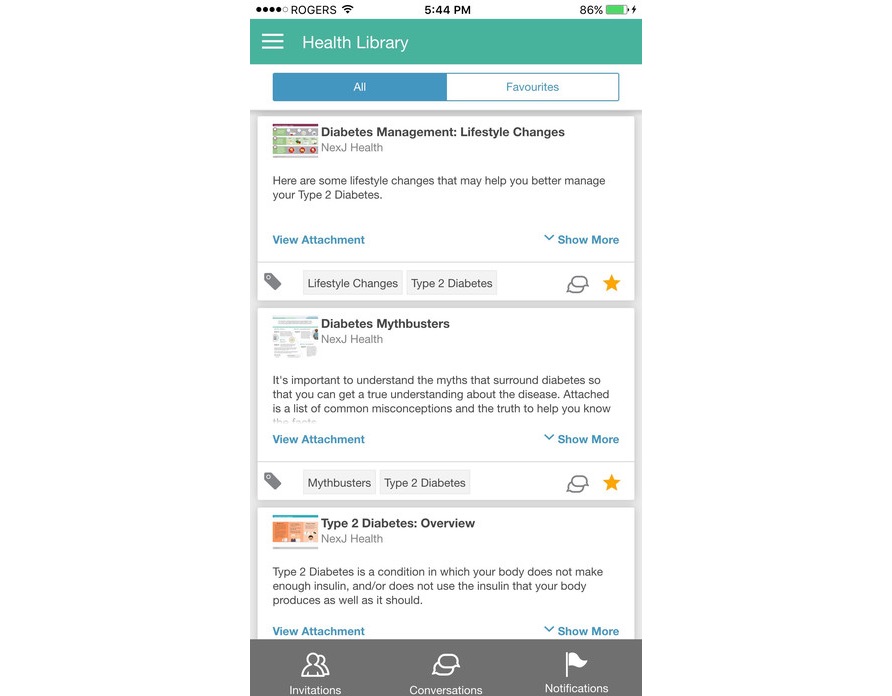 ROGERS 5:44 PM 86%
Health Library
All Favourites
Diabetes Management: Lifestyle Changes
NexJ Health
Here are some lifestyle changes that may help you better manage
your Type 2 Diabetes.
View Attachment Show More
Lifestyle Changes Type 2 Diabetes
Diabetes Mythbusters
NexJ Health
It's important to understand the myths that surround diabetes so
that you can get a true understanding about the disease. Attached
is a list of common misconceptions and the truth to help you know
the facts.
View Attachment Show More
Mythbusters Type 2 Diabetes
Type 2 Diabetes: Overview
NexJ Health
Type 2 Diabetes is a condition in which your body does not make
enough insulin, and/or does not use the insulin that your body
produces as well as it should.
View Attachment Show More
Invitations Conversations Notifications